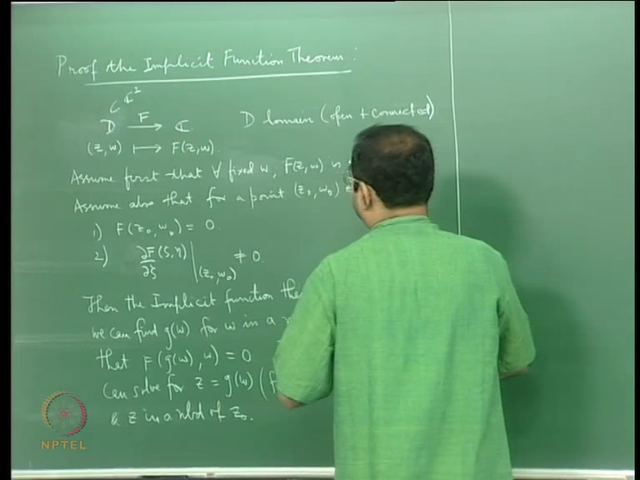 Proof the Implicit Function Theorem:
⊂ ℂ²
D —F→ ℂ D domain (open + connected)
(z,w) ⟼ F(z,w).
Assume first that ∀ fixed w, F(z,w) is
Assume also that for a point (z₀,w₀)
1) F(z₀,w₀) = 0
2) ∂F/∂ζ (ζ,η) |(z₀,w₀) ≠ 0
Then the Implicit function
we can find g(w) for w in a
that F(g(w), w) = 0
can solve for z = g(w)
& z in a nbd of z₀.
NPTEL